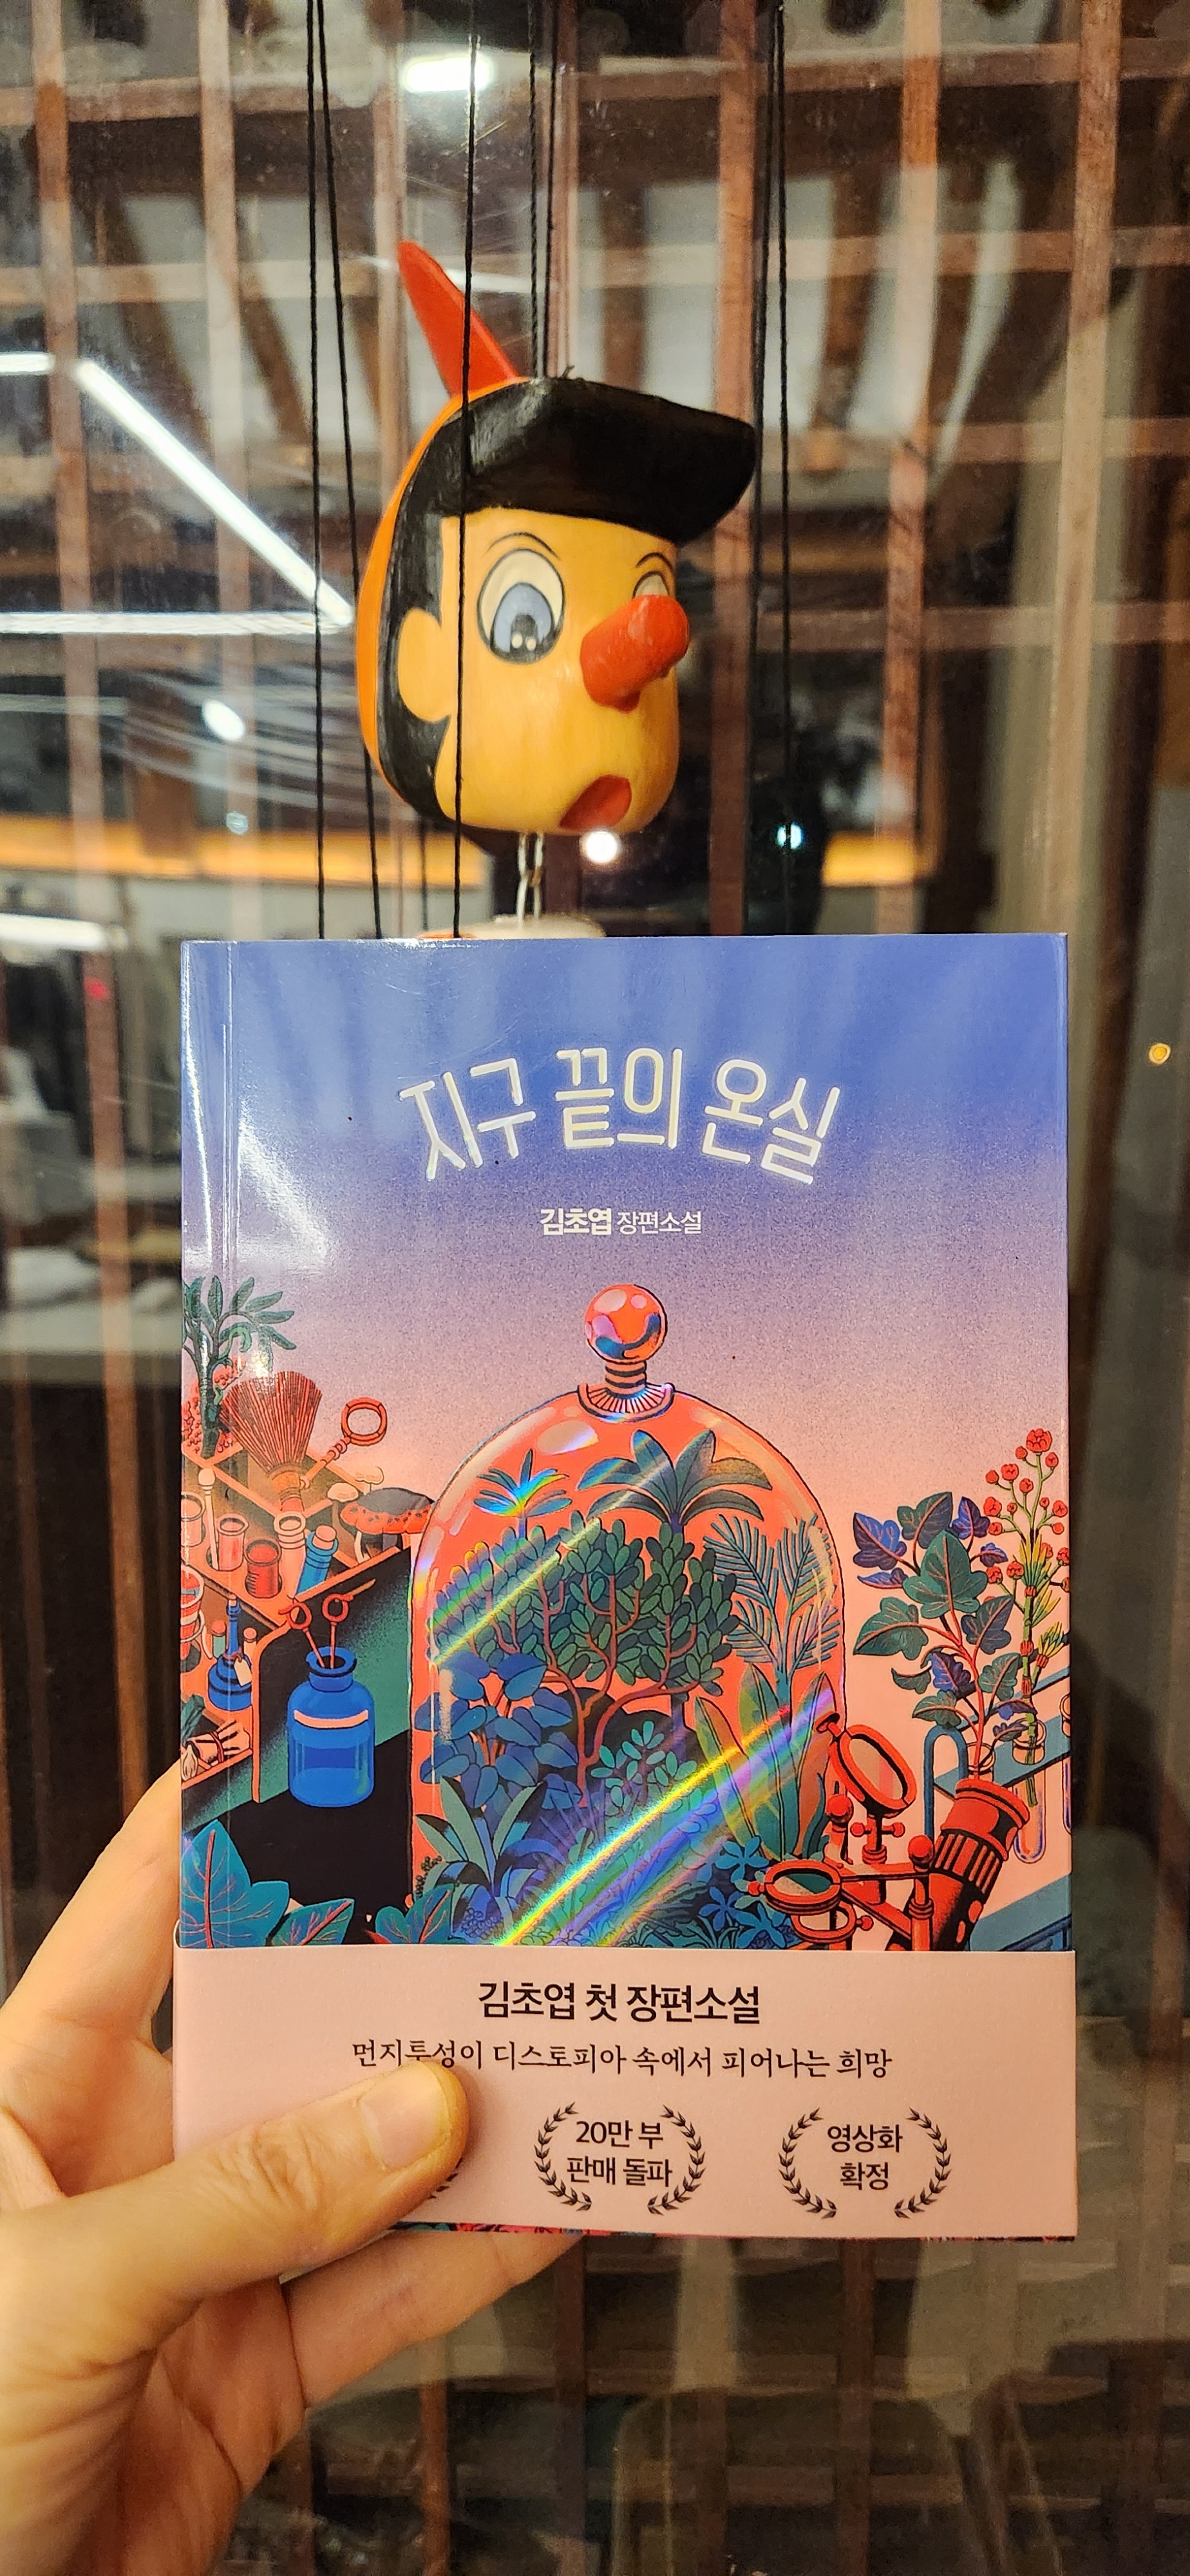 지구 끝의 온실
김초엽 장편소설
김초엽 첫 장편소설
먼지투성이 디스토피아 속에서 피어나는 희망
20만 부
판매 돌파
영상화
확정